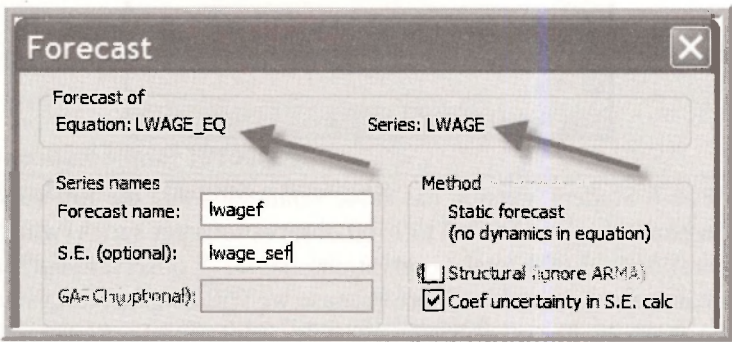 Forecast
Forecast of
Equation: LWAGE_EQ
Series: LWAGE
Series names
Forecast name: lwagef
S.E. (optional): lwage_sef
Method
Static forecast
(no dynamics in equation)
Structural (ignore ARMA)
Coef uncertainty in S.E. calc